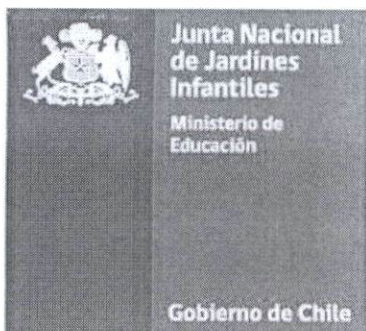 Junta Nacional
de Jardines
Infantiles
Ministerio de
Educación
Gobierno de Chile